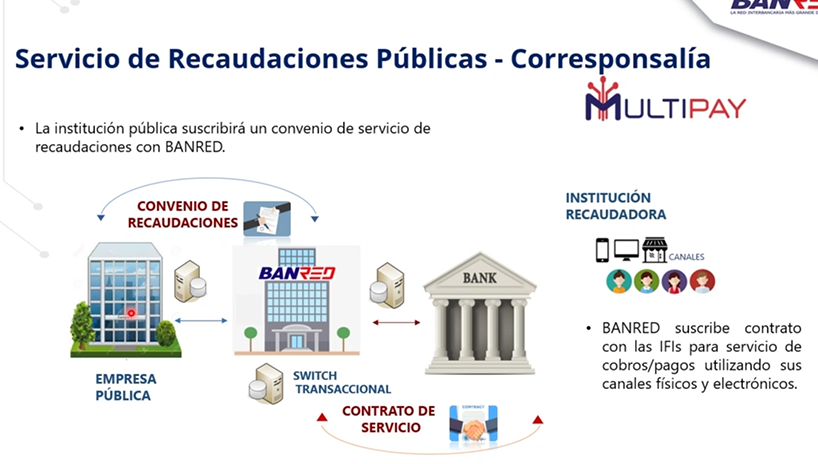 BANRED
LA RED INTERBANCARIA MÁS GRANDE
Servicio de Recaudaciones Públicas - Corresponsalía
MULTIPAY
• La institución pública suscribirá un convenio de servicio de
recaudaciones con BANRED.
CONVENIO DE
RECAUDACIONES
INSTITUCIÓN
RECAUDADORA
CANALES
BANRED
BANK
• BANRED suscribe contrato
con las IFIs para servicio de
cobros/pagos utilizando sus
canales físicos y electrónicos.
EMPRESA
PÚBLICA
SWITCH
TRANSACCIONAL
CONTRATO DE
SERVICIO
CONTRACT